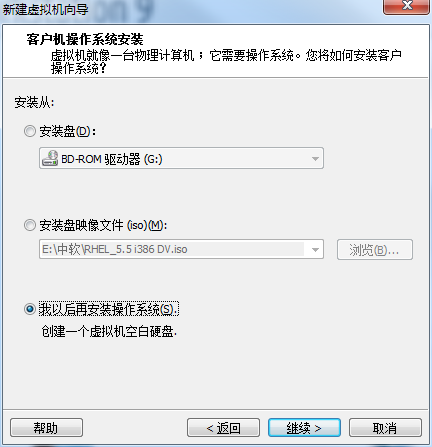 新建虚拟机向导
客户机操作系统安装
虚拟机就像一台物理计算机；它需要操作系统。您将如何安装客户
操作系统？
安装从:
安装盘(D):
BD-ROM 驱动器 (G:)
安装盘映像文件 (iso)(M):
E:\中软\RHEL_5.5 i386 DV.iso
浏览(B)...
我以后再安装操作系统(S).
创建一个虚拟机空白硬盘.
帮助
< 返回
继续 >
取消